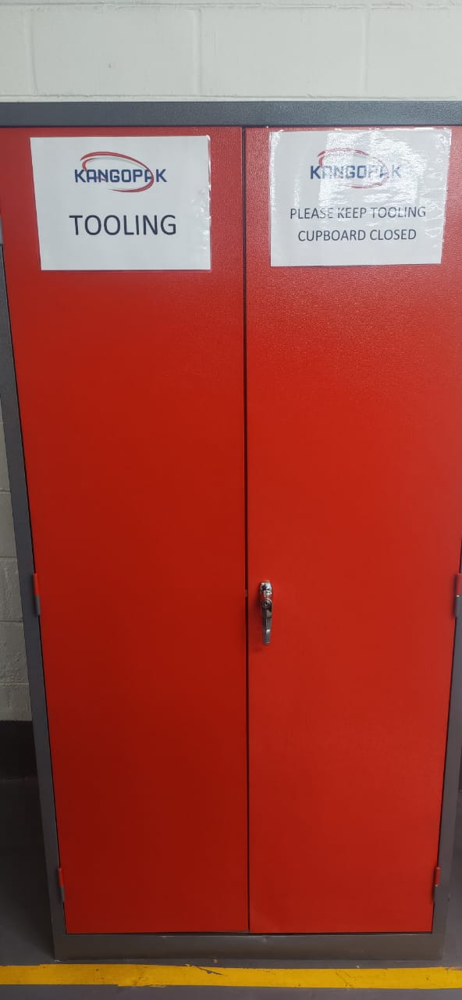 KANGOPAK
TOOLING
KANGOPAK
PLEASE KEEP TOOLING
CUPBOARD CLOSED